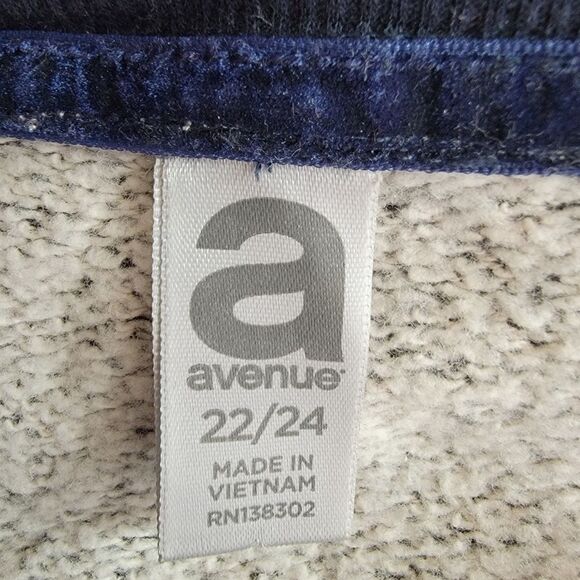 a
avenue
22/24
MADE IN
VIETNAM
RN138302